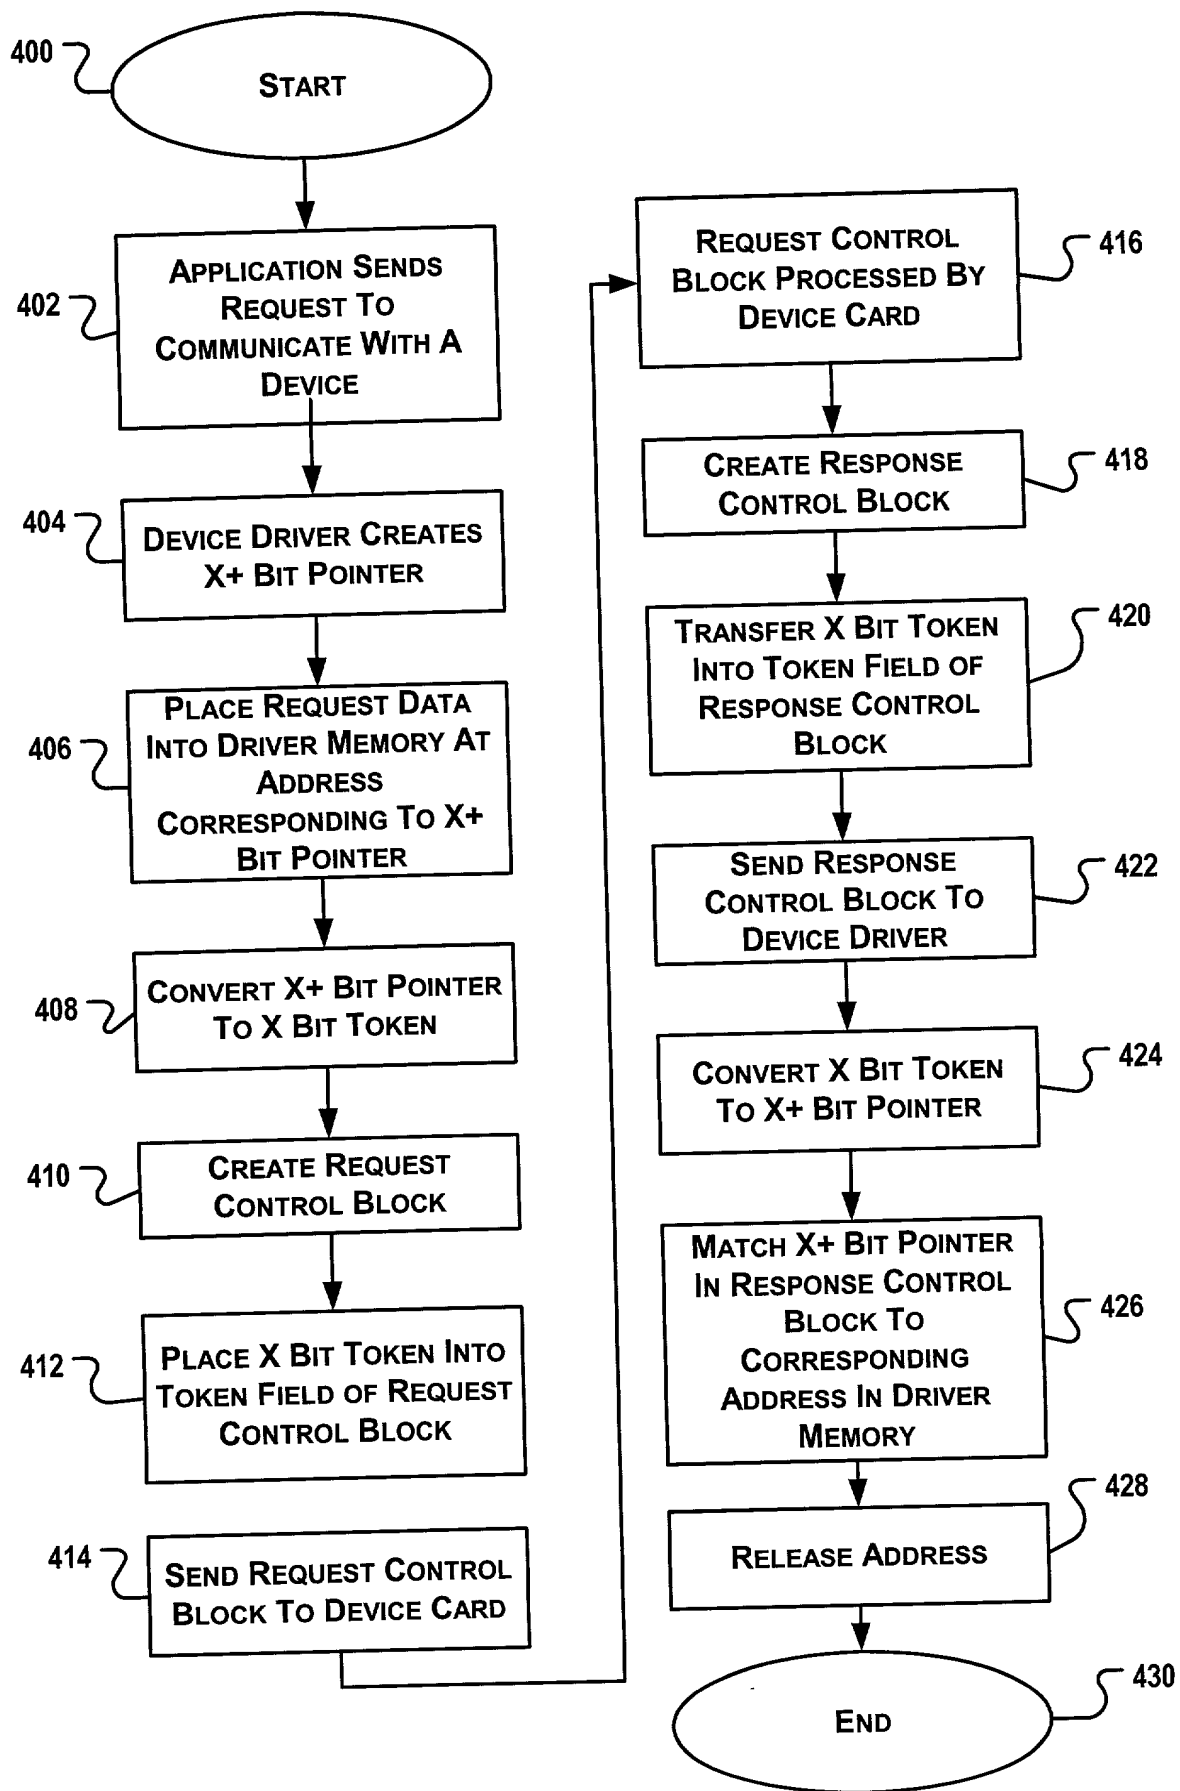 400
START
402
APPLICATION SENDS
REQUEST TO
COMMUNICATE WITH A
DEVICE
404
DEVICE DRIVER CREATES
X+ BIT POINTER
406
PLACE REQUEST DATA
INTO DRIVER MEMORY AT
ADDRESS
CORRESPONDING TO X+
BIT POINTER
408
CONVERT X+ BIT POINTER
TO X BIT TOKEN
410
CREATE REQUEST
CONTROL BLOCK
412
PLACE X BIT TOKEN INTO
TOKEN FIELD OF REQUEST
CONTROL BLOCK
414
SEND REQUEST CONTROL
BLOCK TO DEVICE CARD
REQUEST CONTROL
BLOCK PROCESSED BY
DEVICE CARD
416
CREATE RESPONSE
CONTROL BLOCK
418
TRANSFER X BIT TOKEN
INTO TOKEN FIELD OF
RESPONSE CONTROL
BLOCK
420
SEND RESPONSE
CONTROL BLOCK TO
DEVICE DRIVER
422
CONVERT X BIT TOKEN
TO X+ BIT POINTER
424
MATCH X+ BIT POINTER
IN RESPONSE CONTROL
BLOCK TO
CORRESPONDING
ADDRESS IN DRIVER
MEMORY
426
RELEASE ADDRESS
428
END
430